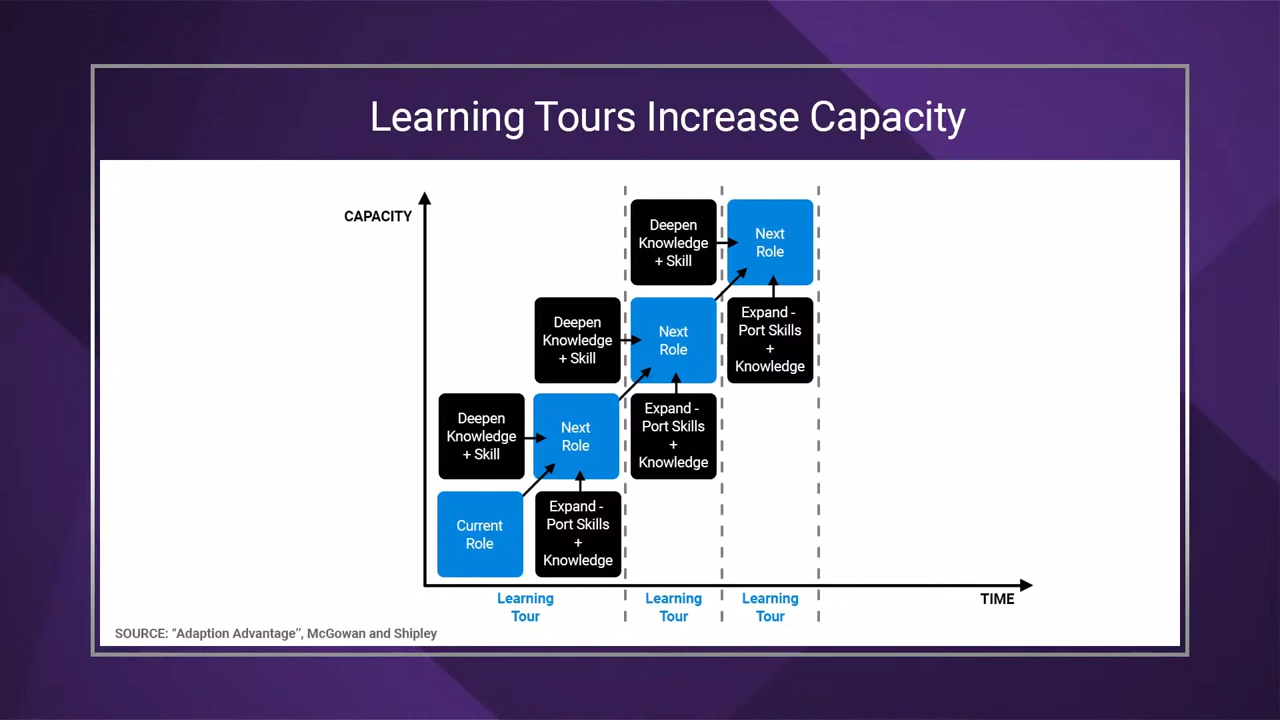 Learning Tours Increase Capacity
CAPACITY
Deepen
Knowledge
+ Skill
Next
Role
Deepen
Knowledge
+ Skill
Next
Role
Expand -
Port Skills
+
Knowledge
Deepen
Knowledge
+ Skill
Next
Role
Expand -
Port Skills
+
Knowledge
Current
Role
Expand -
Port Skills
+
Knowledge
Learning
Tour
Learning
Tour
Learning
Tour
TIME
SOURCE: “Adaption Advantage”, McGowan and Shipley